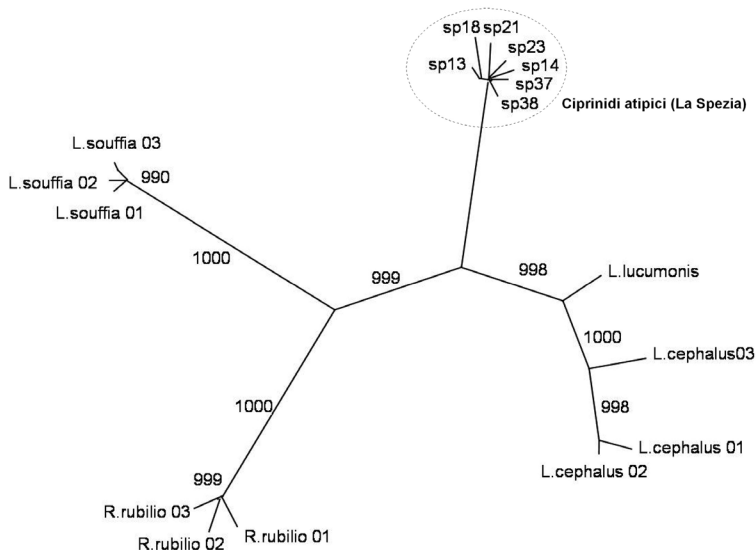 sp18 sp21
sp23
sp13
sp14
sp37
sp38
Ciprinidi atipici (La Spezia)
L.souffia 03
990
L.souffia 02
L.souffia 01
1000
999
998
L.lucumonis
1000
L.cephalus03
1000
998
L.cephalus 01
L.cephalus 02
999
R.rubilio 03
R.rubilio 01
R.rubilio 02